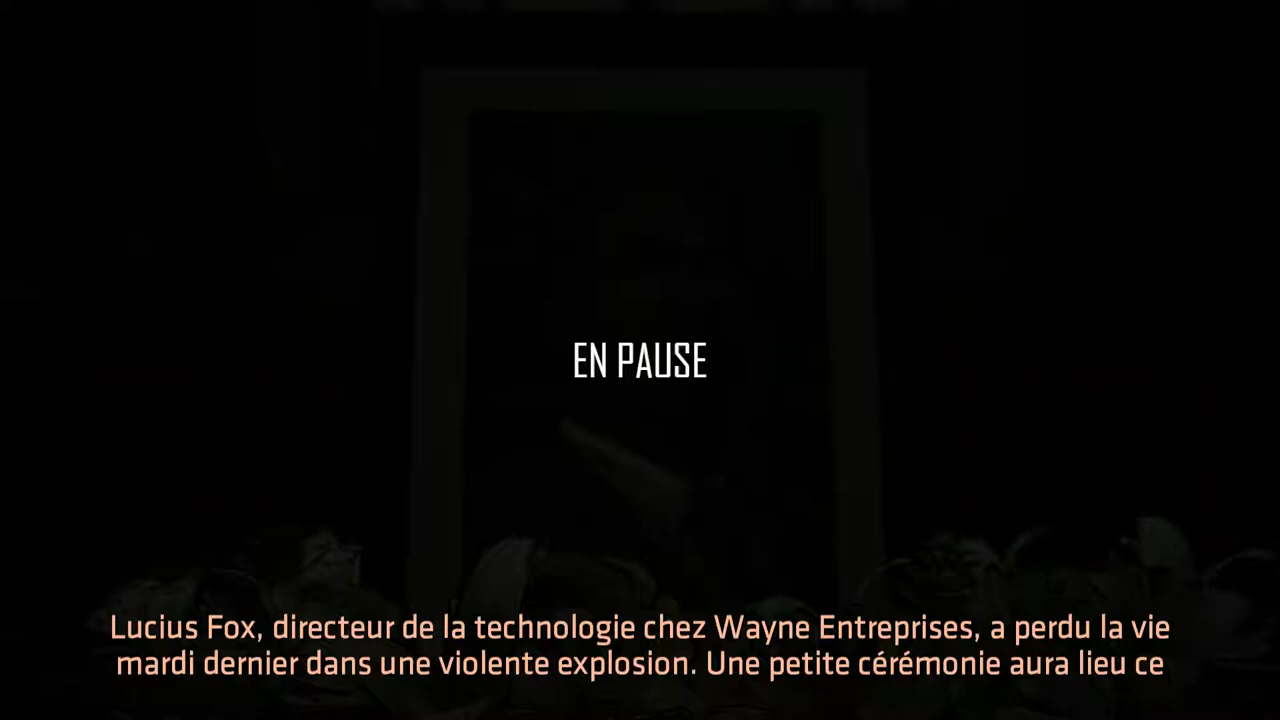 EN PAUSE
Lucius Fox, directeur de la technologie chez Wayne Entreprises, a perdu la vie
mardi dernier dans une violente explosion. Une petite cérémonie aura lieu ce